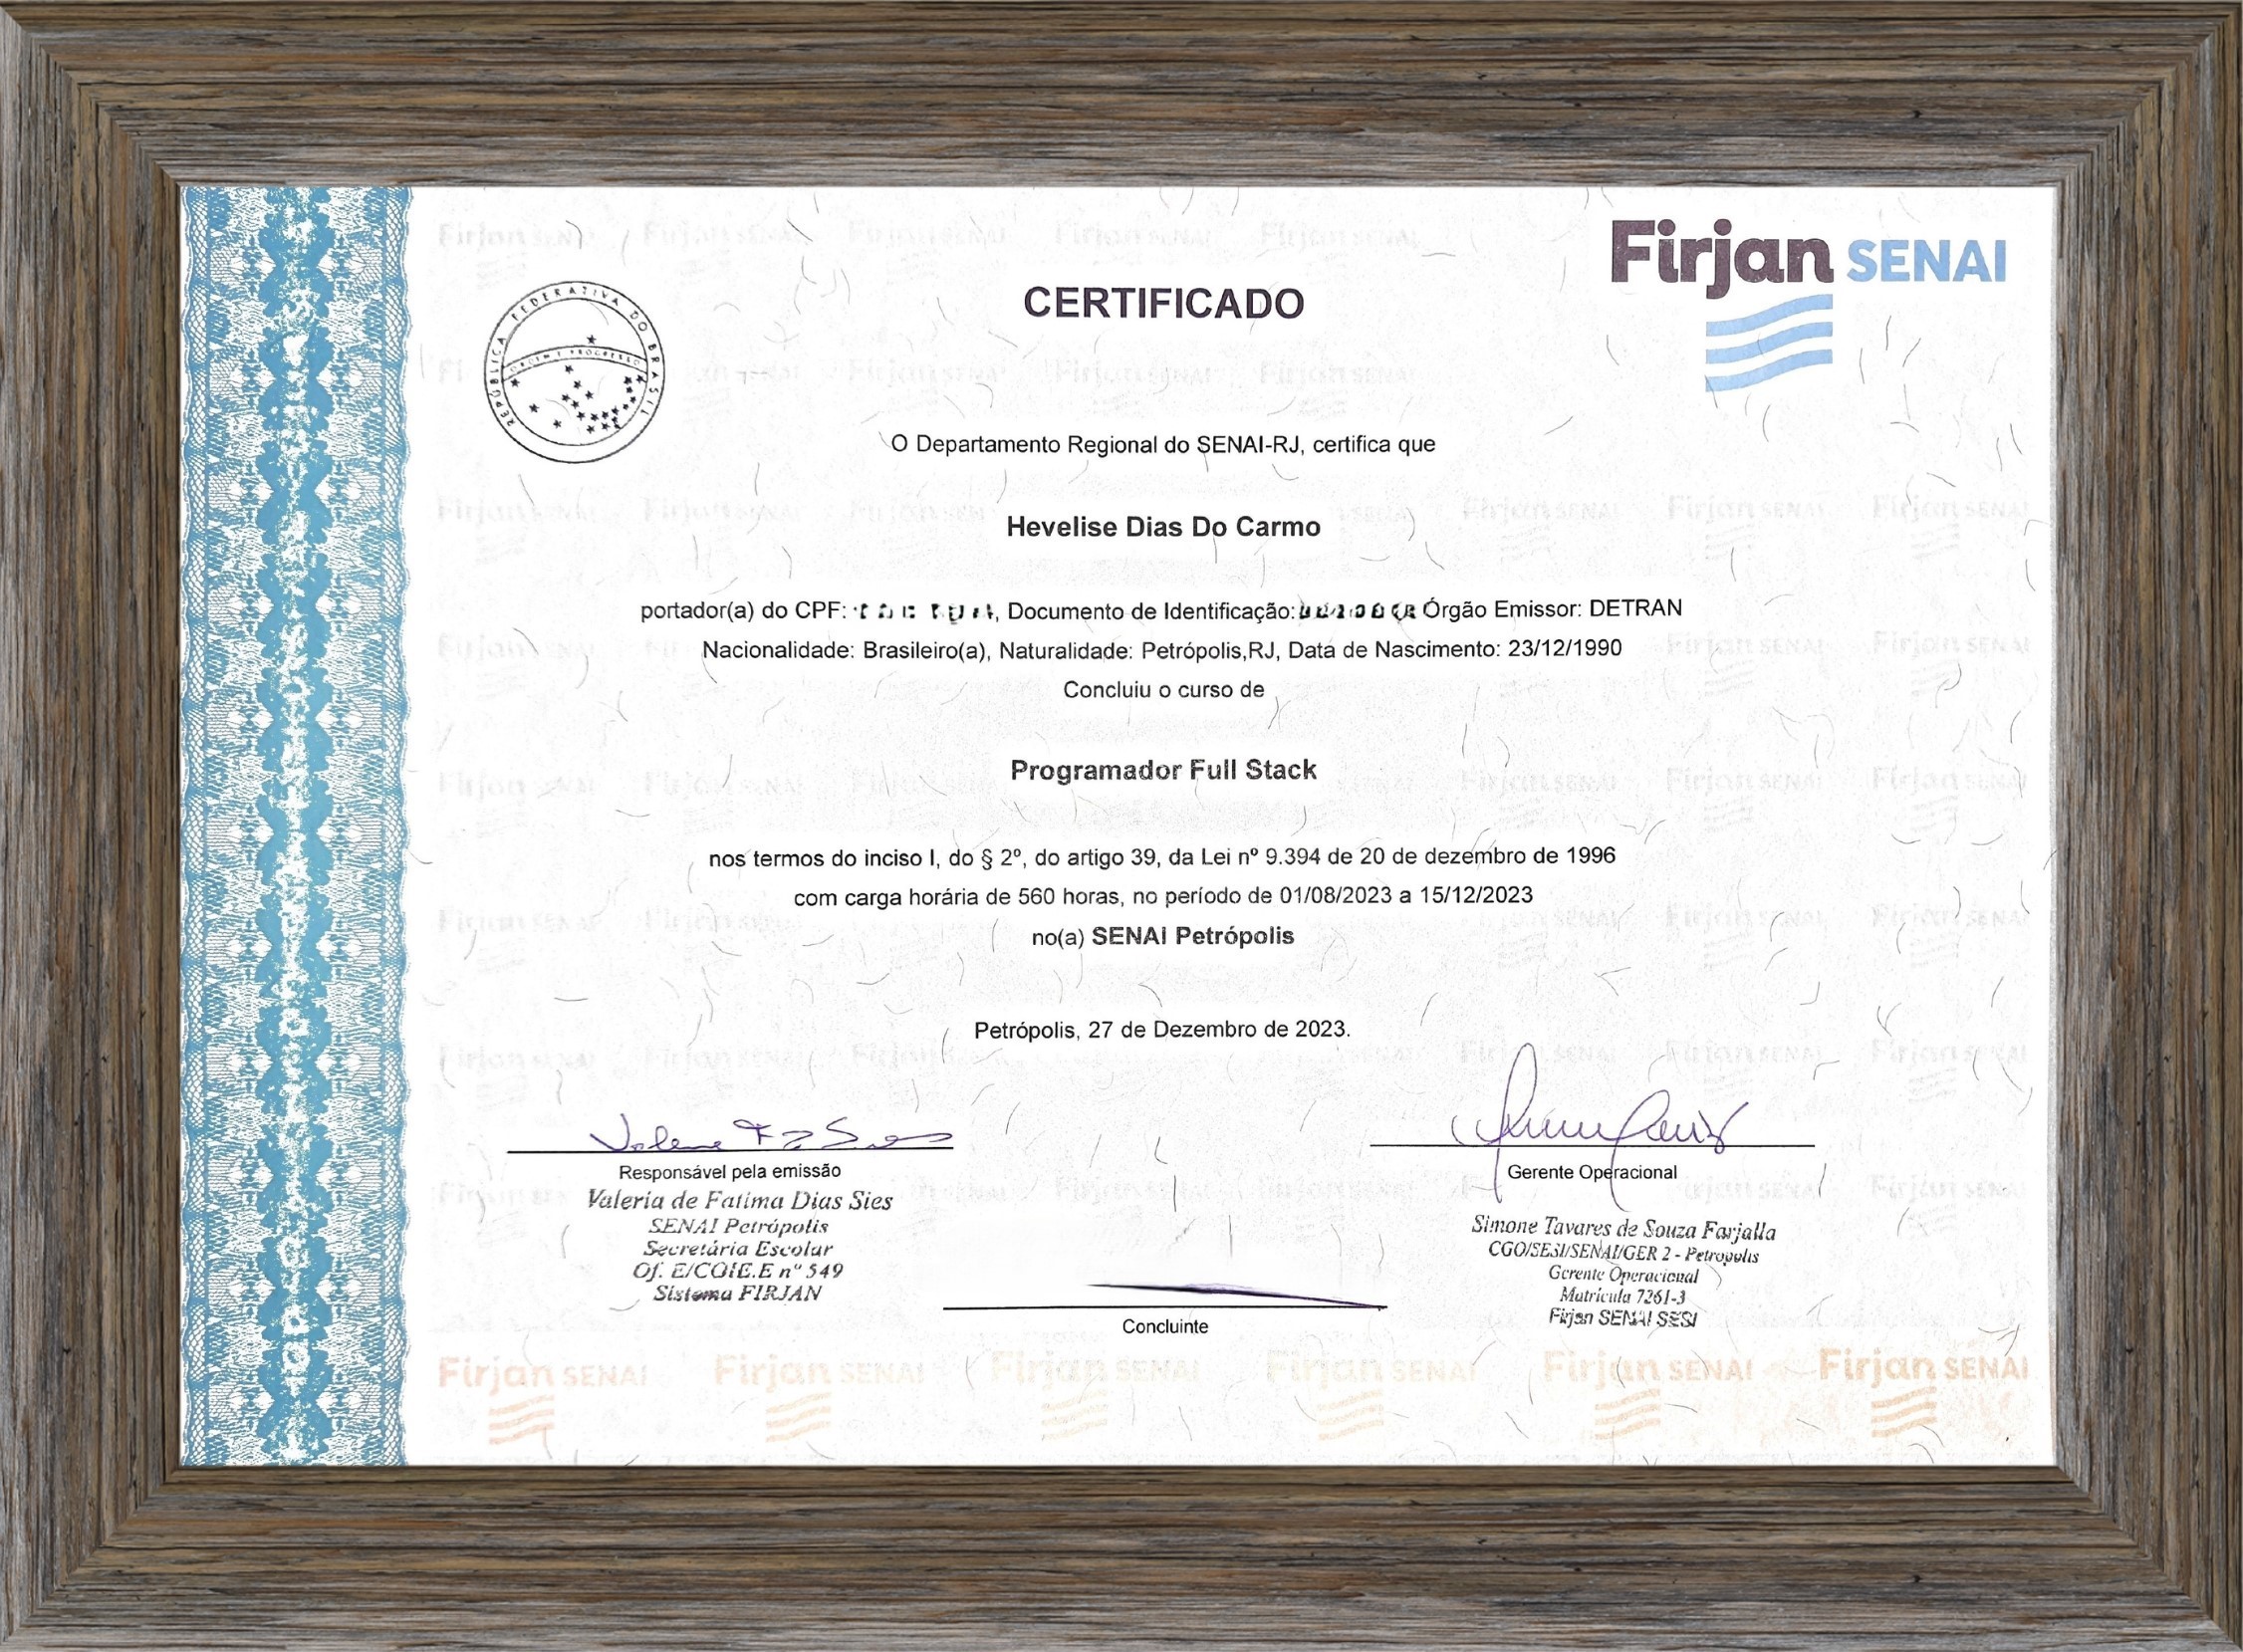 Firjan SENAI
CERTIFICADO
REPÚBLICA FEDERATIVA DO BRASIL
ORDEM E PROGRESSO
O Departamento Regional do SENAI-RJ, certifica que
Hevelise Dias Do Carmo
portador(a) do CPF: , Documento de Identificação: Órgão Emissor: DETRAN
Nacionalidade: Brasileiro(a), Naturalidade: Petrópolis,RJ, Data de Nascimento: 23/12/1990
Concluiu o curso de
Programador Full Stack
nos termos do inciso I, do § 2º, do artigo 39, da Lei nº 9.394 de 20 de dezembro de 1996
com carga horária de 560 horas, no período de 01/08/2023 a 15/12/2023
no(a) SENAI Petrópolis
Petrópolis, 27 de Dezembro de 2023.
Responsável pela emissão
Valeria de Fatima Dias Sies
SENAI Petrópolis
Secretária Escolar
Of. E/COIE.E nº 549
Sistema FIRJAN
Gerente Operacional
Simone Tavares de Souza Farjalla
CGO/SESI/SENAI/GER 2 - Petropolis
Gerente Operacional
Matricula 7261-3
Firjan SENAI SESI
Concluinte
Firjan SENAI Firjan SENAI Firjan SENAI Firjan SENAI Firjan SENAI Firjan SENAI